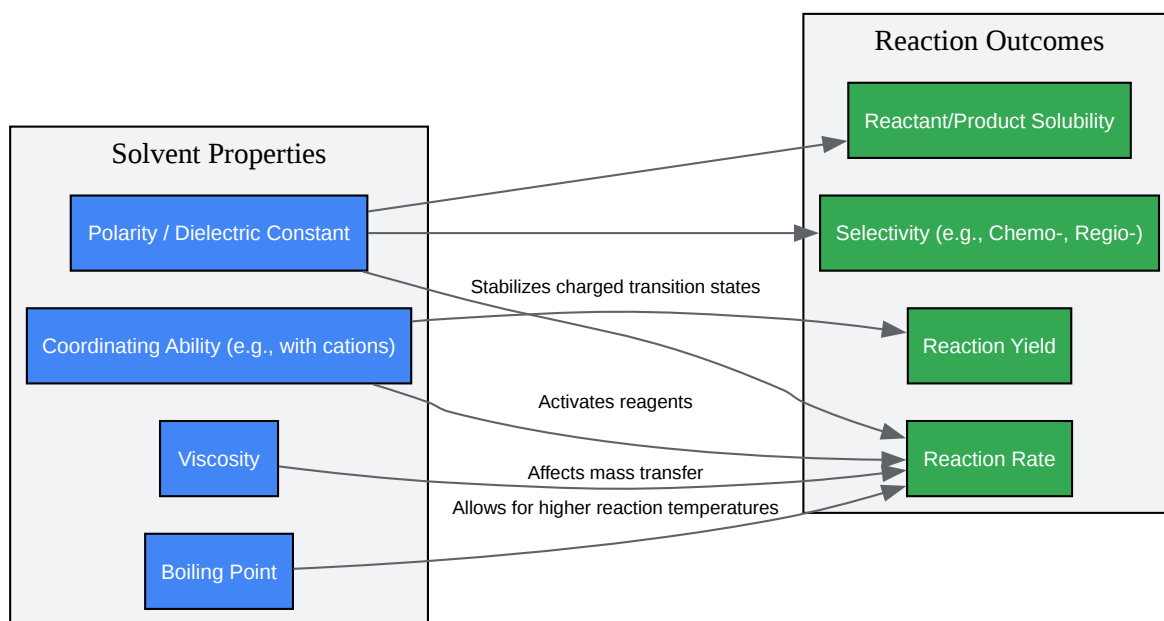 Solvent Properties
Polarity / Dielectric Constant
Coordinating Ability (e.g., with cations)
Viscosity
Boiling Point
Stabilizes charged transition states
Activates reagents
Affects mass transfer
Allows for higher reaction temperatures
Reaction Outcomes
Reactant/Product Solubility
Selectivity (e.g., Chemo-, Regio-)
Reaction Yield
Reaction Rate